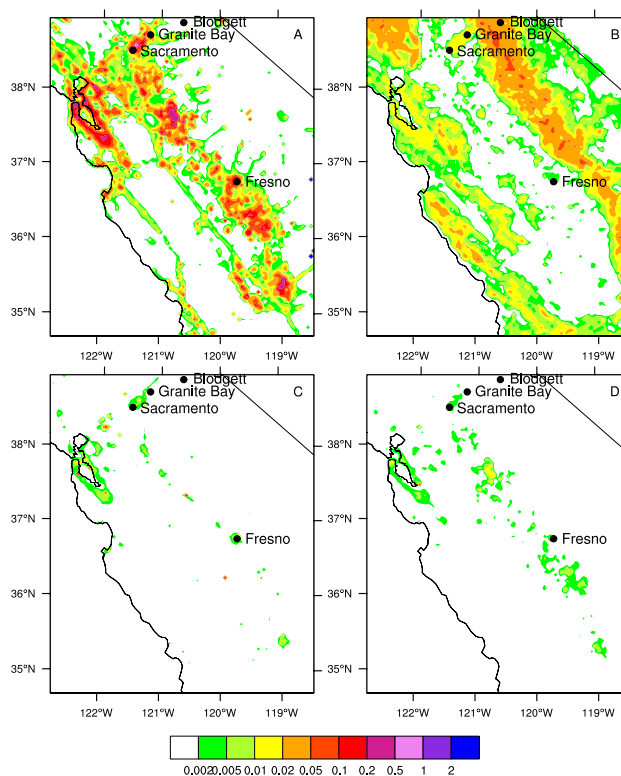 Blodgett A
Granite Bay
Sacramento
38°N
37°N
Fresno
36°N
35°N
122°W 121°W 120°W 119°W
Blodgett B
Granite Bay
Sacramento
38°N
37°N
Fresno
36°N
35°N
122°W 121°W 120°W 119°W
Blodgett C
Granite Bay
Sacramento
38°N
37°N
Fresno
36°N
35°N
122°W 121°W 120°W 119°W
Blodgett D
Granite Bay
Sacramento
38°N
37°N
Fresno
36°N
35°N
122°W 121°W 120°W 119°W
0.002 0.005 0.01 0.02 0.05 0.1 0.2 0.5 1 2